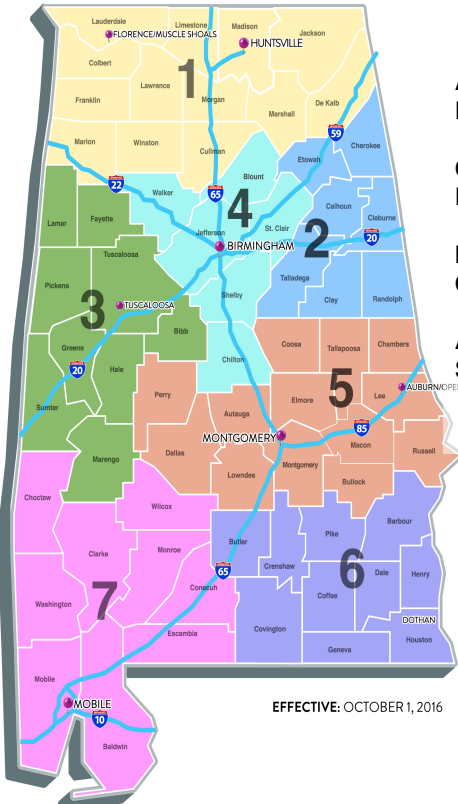 Lauderdale
Limestone
Madison
Jackson
FLORENCE/MUSCLE SHOALS
HUNTSVILLE
Colbert
1
Lawrence
Franklin
Morgan
De Kalb
Marshall
59
Marion
Winston
Cullman
Etowah
Cherokee
22
Walker
65
Blount
4
Calhoun
Lamar
Fayette
Jefferson
St. Clair
2
Cleburne
20
BIRMINGHAM
Tuscaloosa
Pickens
3
TUSCALOOSA
Shelby
Talladega
Clay
Randolph
Bibb
Greene
Hale
20
Chilton
Coosa
Tallapoosa
Chambers
5
Perry
Sumter
Autauga
Elmore
Lee
AUBURN/OPE
85
MONTGOMERY
Macon
Marengo
Dallas
Lowndes
Montgomery
Russell
Bullock
Choctaw
Wilcox
Butler
Pike
Barbour
Clarke
Monroe
65
Crenshaw
6
Dale
Henry
Conecuh
7
Coffee
Washington
Escambia
Covington
DOTHAN
Houston
Geneva
Mobile
MOBILE
10
Baldwin
EFFECTIVE: OCTOBER 1, 2016